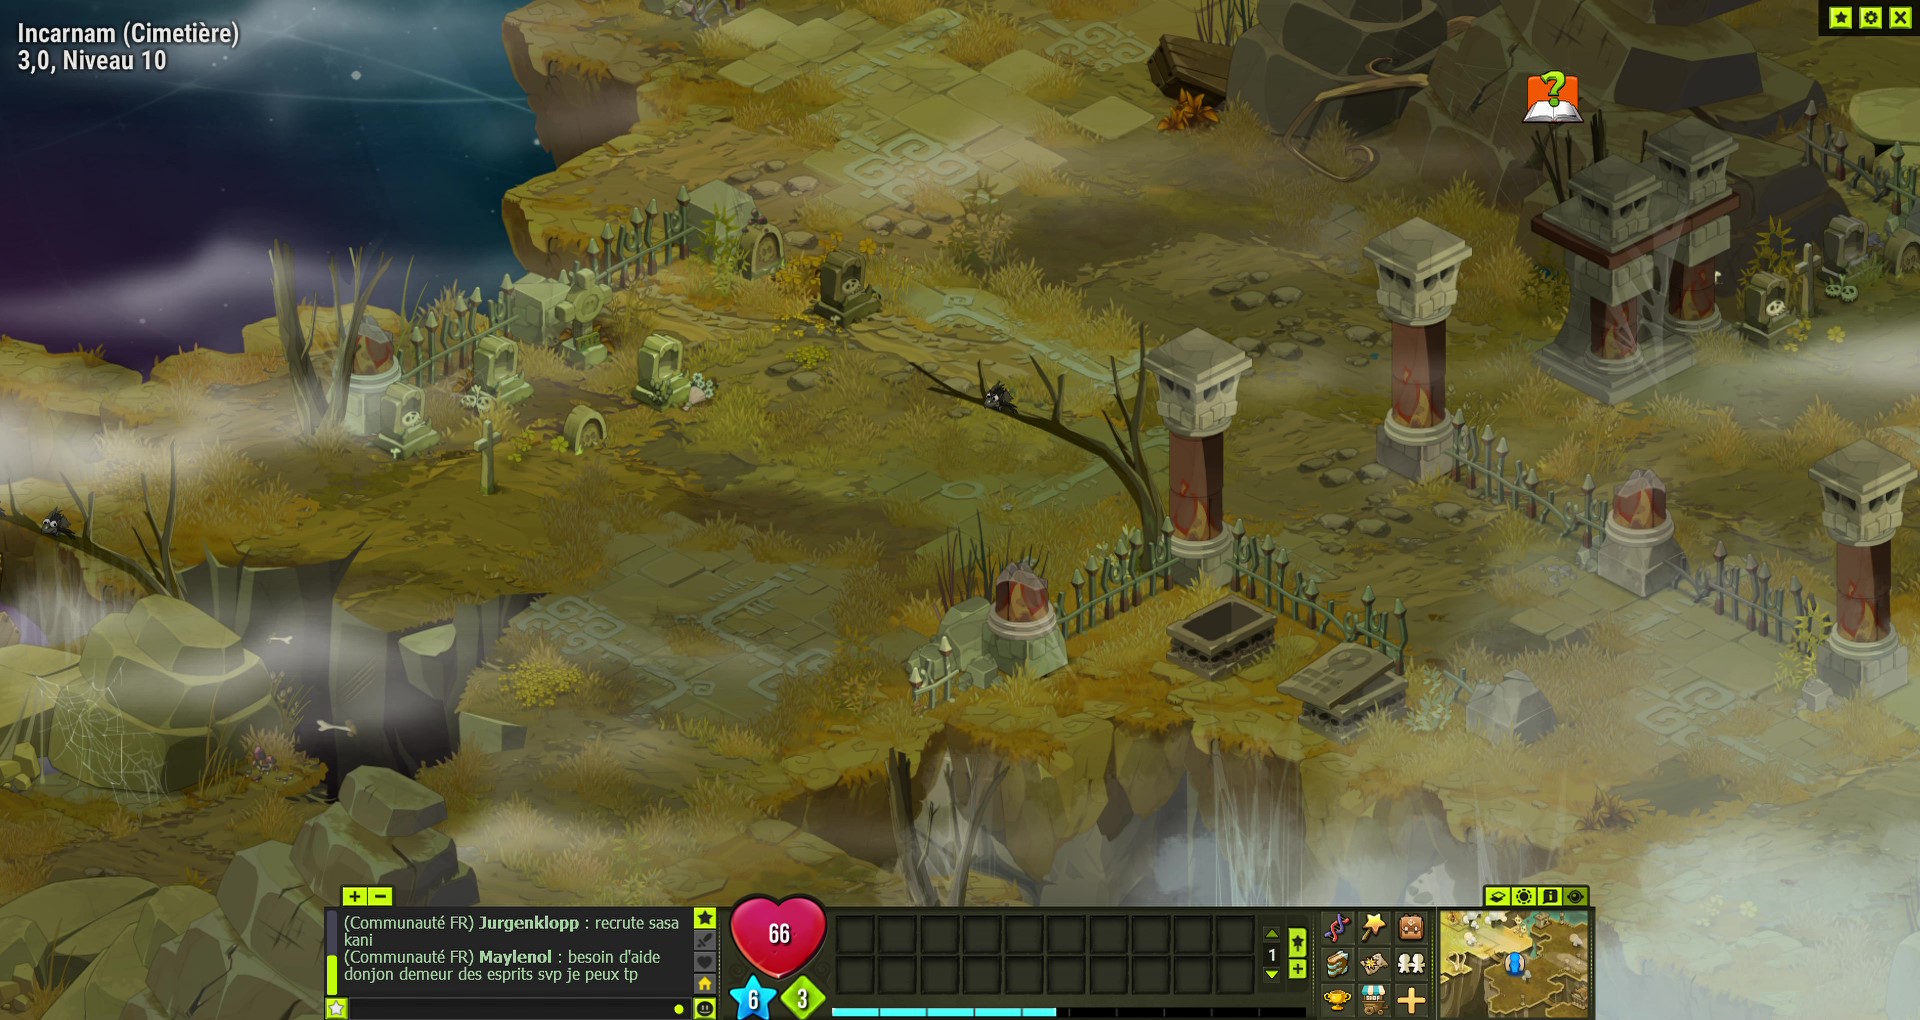 Incarnam (Cimetière)
3,0, Niveau 10
(Communauté FR) Jurgenklopp : recrute sasa
kani
(Communauté FR) Maylenol : besoin d'aide
donjon demeur des esprits svp je peux tp
66
6
3
1
SHOP